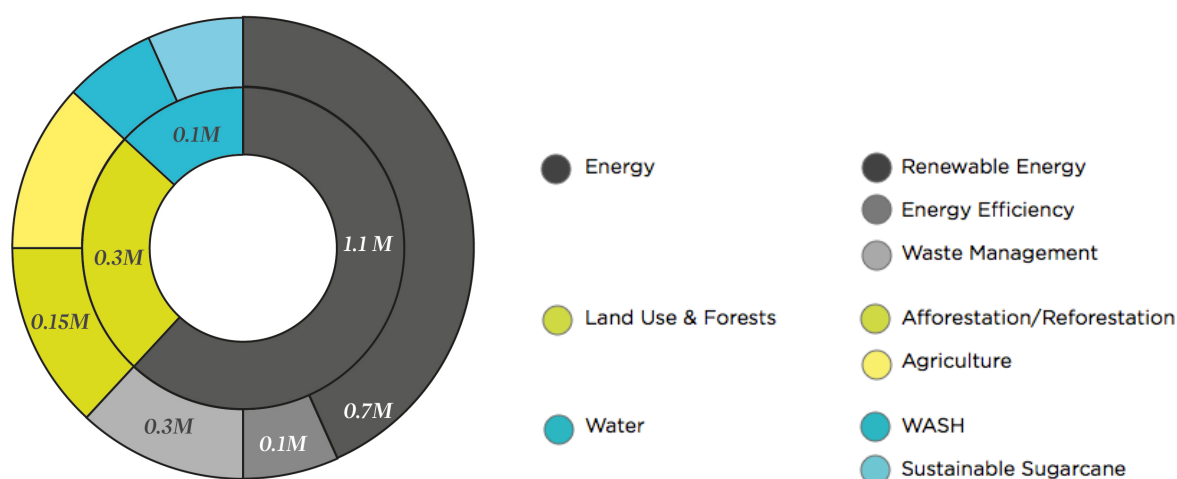 0.1M
1.1 M
0.3M
0.15M
0.7M
0.3M
0.1M
Energy
Land Use & Forests
Water
Renewable Energy
Energy Efficiency
Waste Management
Afforestation/Reforestation
Agriculture
WASH
Sustainable Sugarcane